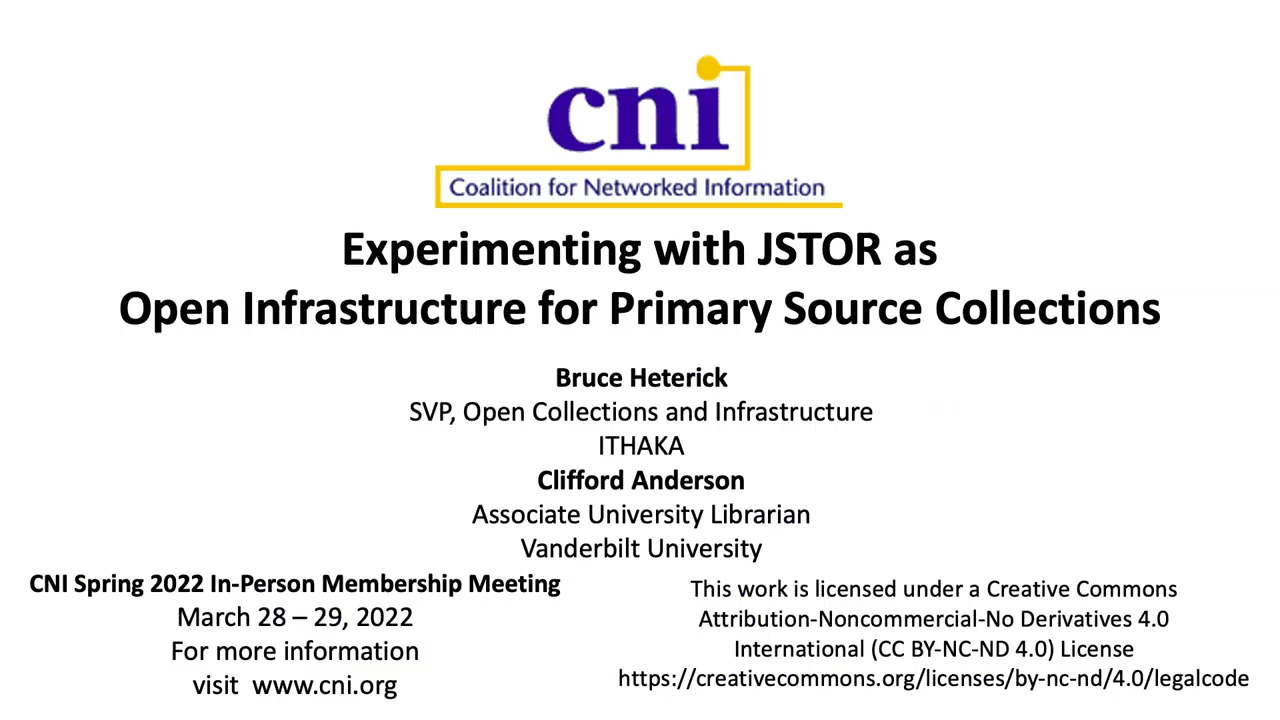 cni
Coalition for Networked Information
Experimenting with JSTOR as
Open Infrastructure for Primary Source Collections
Bruce Heterick
SVP, Open Collections and Infrastructure
ITHAKA
Clifford Anderson
Associate University Librarian
Vanderbilt University
CNI Spring 2022 In-Person Membership Meeting
March 28 – 29, 2022
For more information
visit www.cni.org
This work is licensed under a Creative Commons
Attribution-Noncommercial-No Derivatives 4.0
International (CC BY-NC-ND 4.0) License
https://creativecommons.org/licenses/by-nc-nd/4.0/legalcode